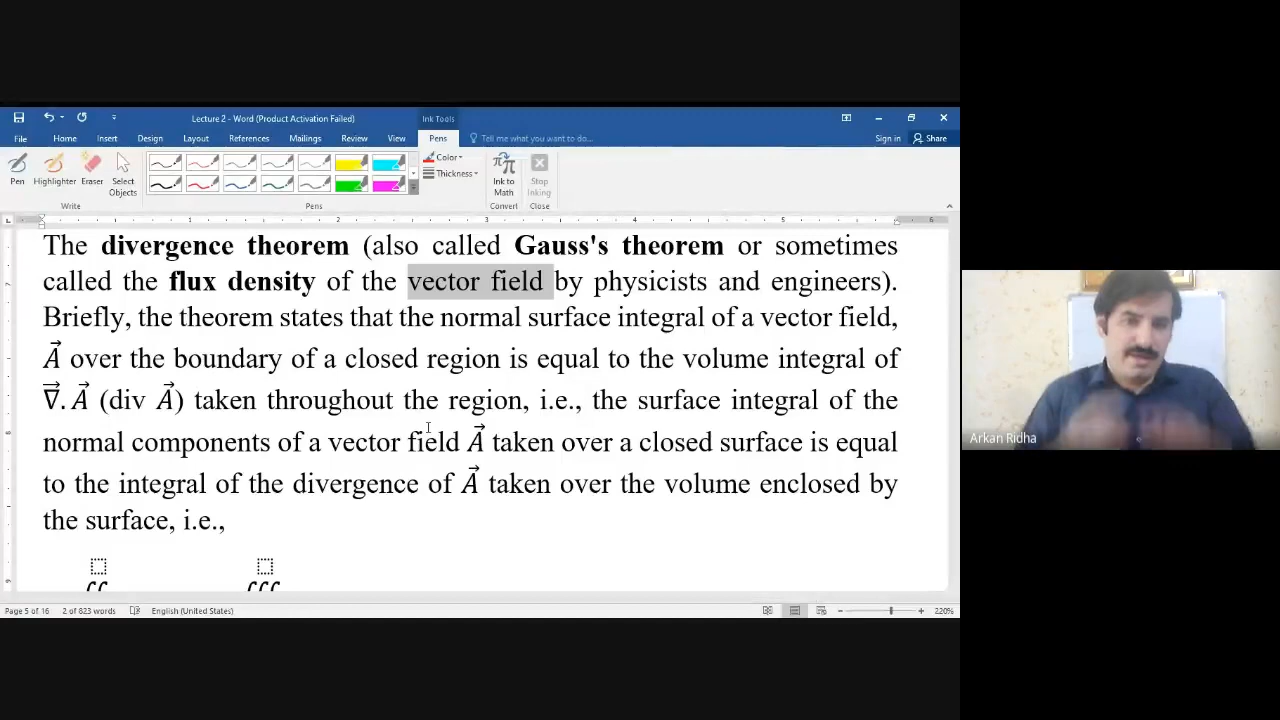 Lecture 2 - Word (Product Activation Failed)
Ink Tools
File Home Insert Design Layout References Mailings Review View Pens Tell me what you want to do... Sign in Share
Pen Highlighter Eraser Select Objects
Color
Thickness
Ink to Math
Stop Inking
Write Pens Convert Close
1 2 3 4 5 6
The divergence theorem (also called Gauss's theorem or sometimes
called the flux density of the vector field by physicists and engineers).
Briefly, the theorem states that the normal surface integral of a vector field,
A⃗ over the boundary of a closed region is equal to the volume integral of
∇⃗. A⃗ (div A⃗) taken throughout the region, i.e., the surface integral of the
normal components of a vector field A⃗ taken over a closed surface is equal
to the integral of the divergence of A⃗ taken over the volume enclosed by
the surface, i.e.,
Page 5 of 16 2 of 823 words English (United States) 220%
Arkan Ridha